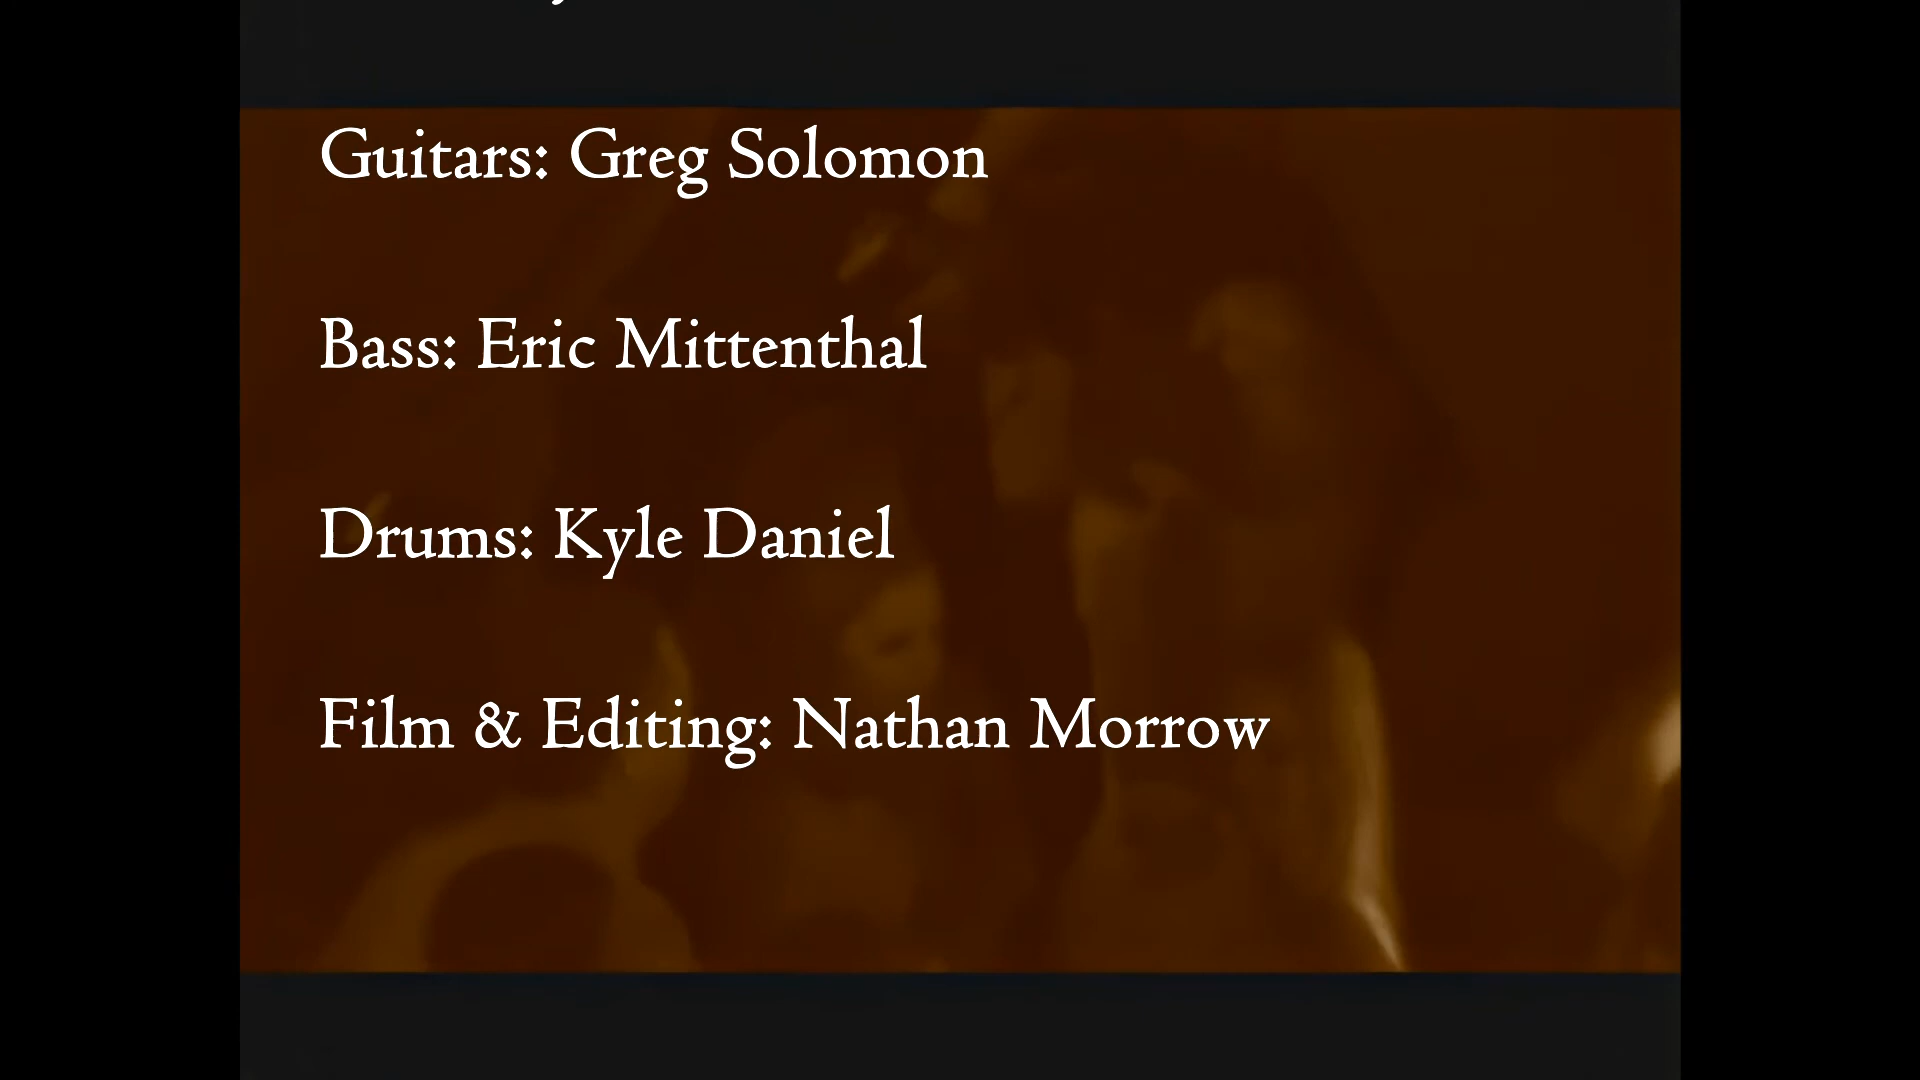 Guitars: Greg Solomon
Bass: Eric Mittenthal
Drums: Kyle Daniel
Film & Editing: Nathan Morrow